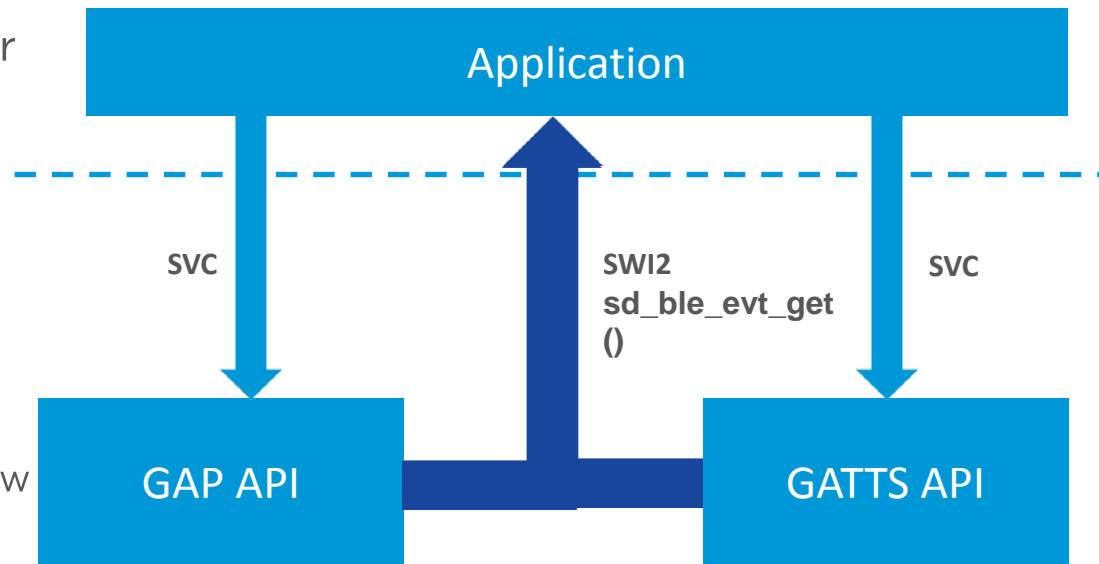 r
Application
SVC
SWI2
sd_ble_evt_get
()
SVC
w
GAP API
GATTS API